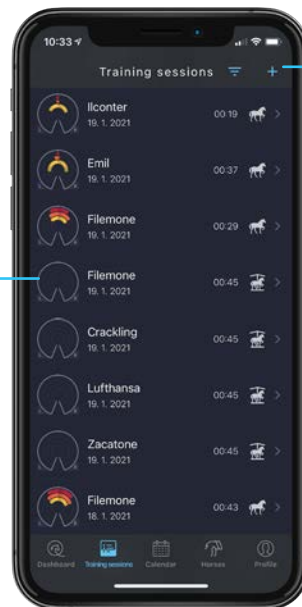 10:33
Training sessions
Ilconter
19. 1. 2021
00:19
Emil
19. 1. 2021
00:37
Filemone
19. 1. 2021
00:29
Filemone
19. 1. 2021
00:45
Crackling
19. 1. 2021
00:45
Lufthansa
19. 1. 2021
00:45
Zacatone
19. 1. 2021
00:45
Filemone
18. 1. 2021
00:43
Dashboard
Training sessions
Calendar
Horses
Profile